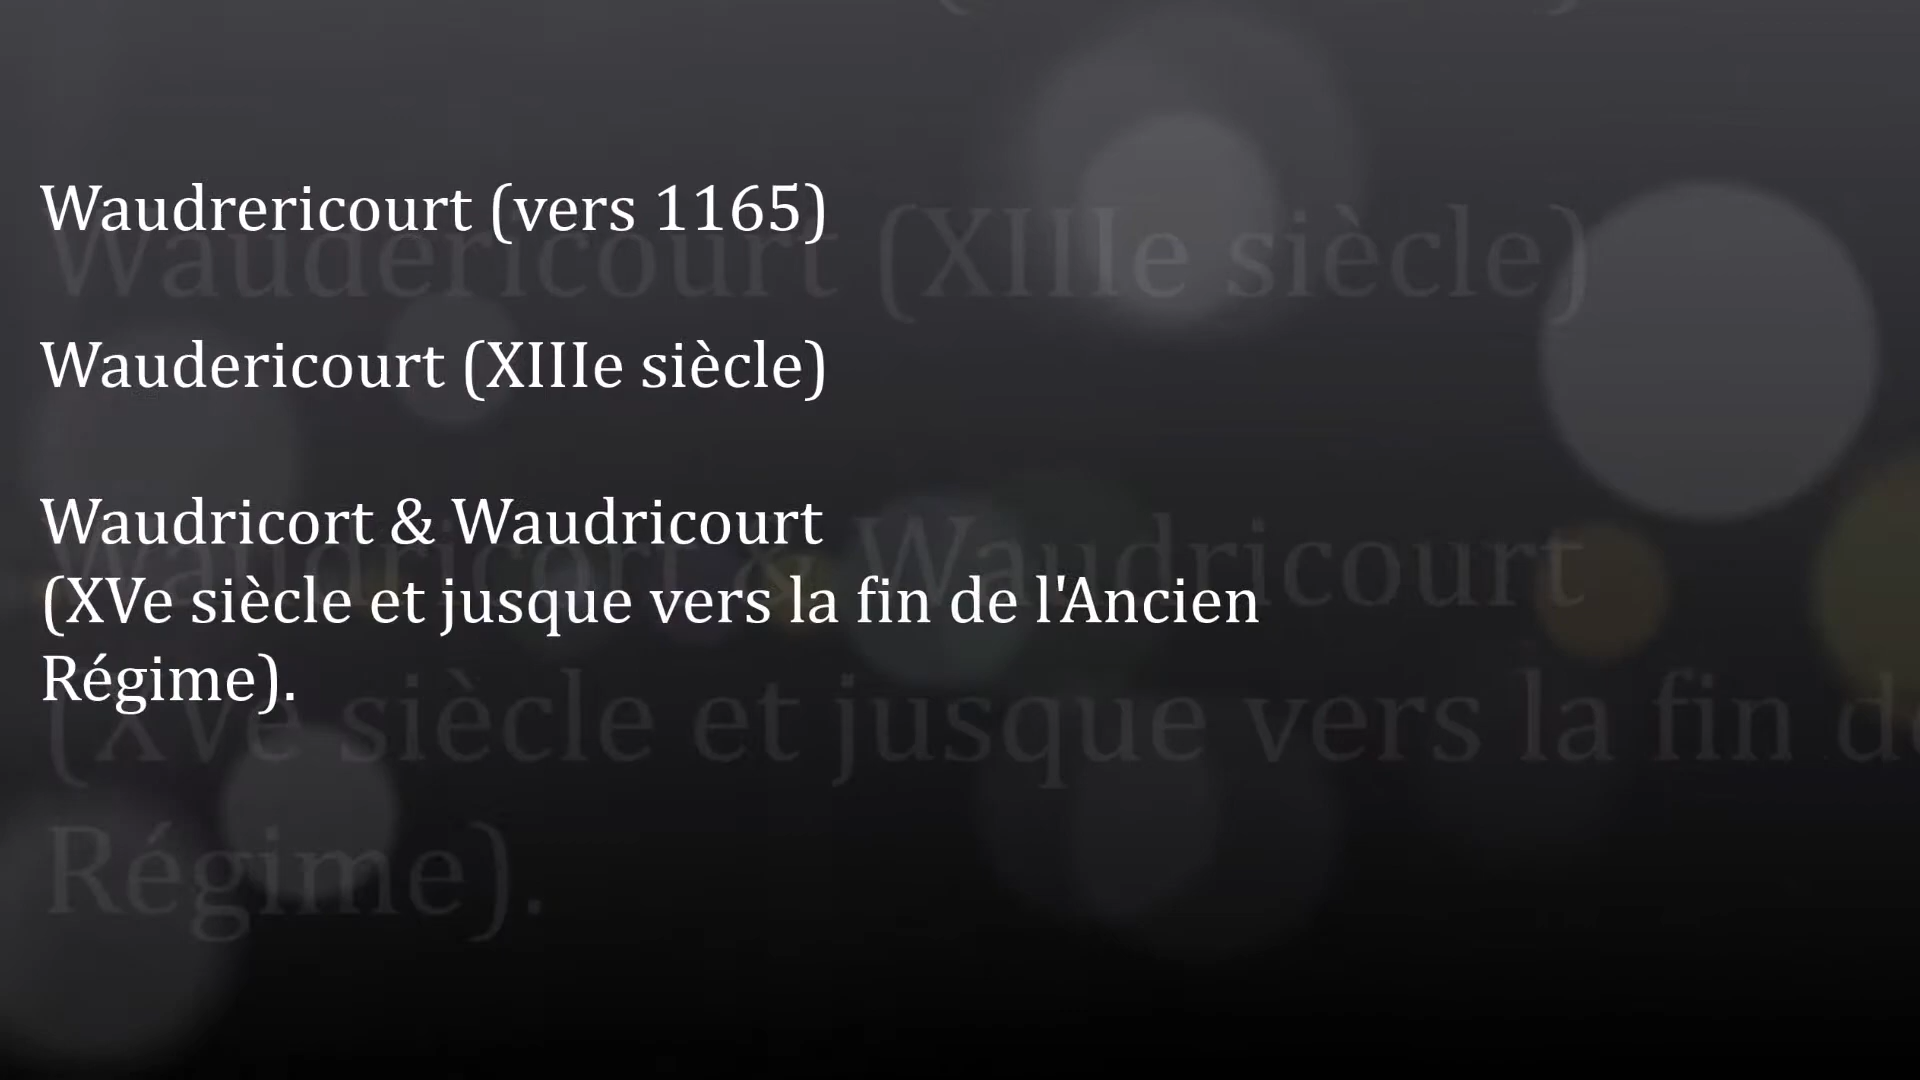 Waudrericourt (vers 1165)
Waudericourt (XIIIe siècle)
Waudricort & Waudricourt
(XVe siècle et jusque vers la fin de l'Ancien
Régime).